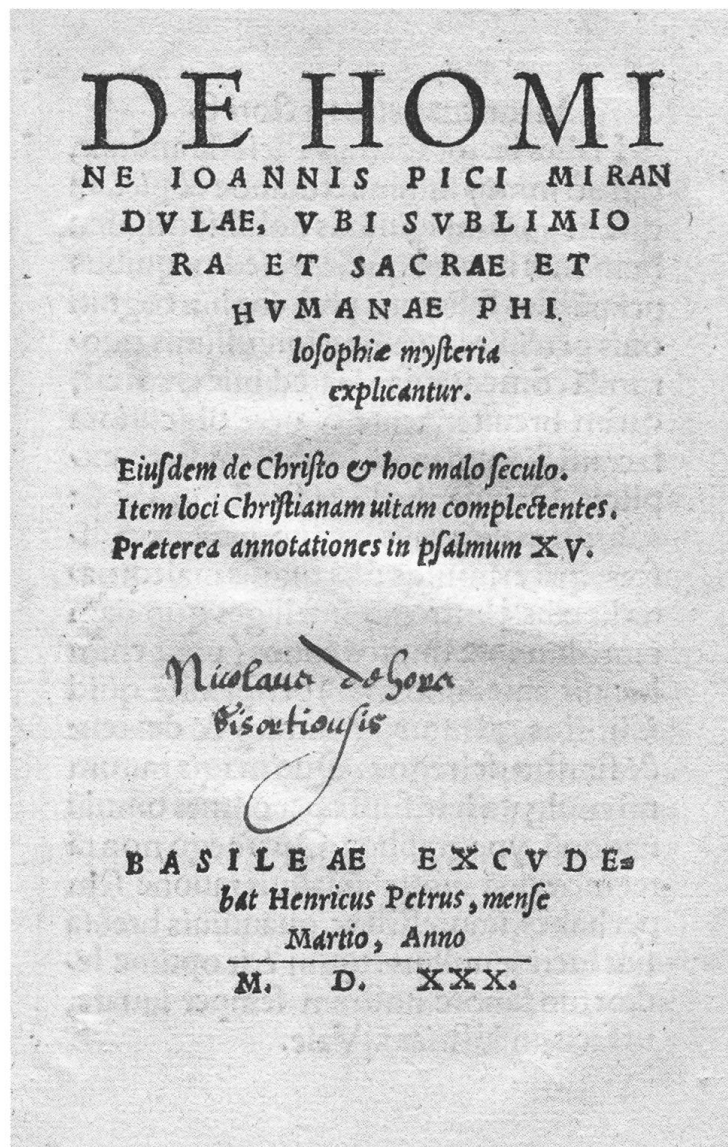 DE HOMI
NE IOANNIS PICI MIRAN
DVLAE, VBI SVBLIMIO
RA ET SACRAE ET
HVMANAE PHI
loſophiæ myſteria
explicantur.
Eiuſdem de Chriſto & hoc malo ſeculo.
Item loci Chriſtianam uitam complectentes.
Præterea annotationes in pſalmum XV.
Nicolaus
BASILEAE EXCVDE=
bat Henricus Petrus, menſe
Martio, Anno
M. D. XXX.